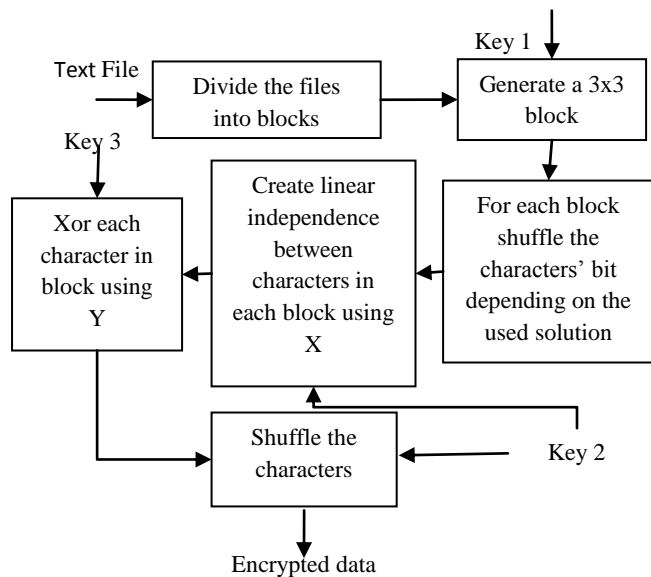 Key 1
Text File
Divide the files
into blocks
Generate a 3x3
block
Key 3
Xor each
character in
block using
Y
Create linear
independence
between
characters in
each block using
X
For each block
shuffle the
characters’ bit
depending on the
used solution
Shuffle the
characters
Key 2
Encrypted data